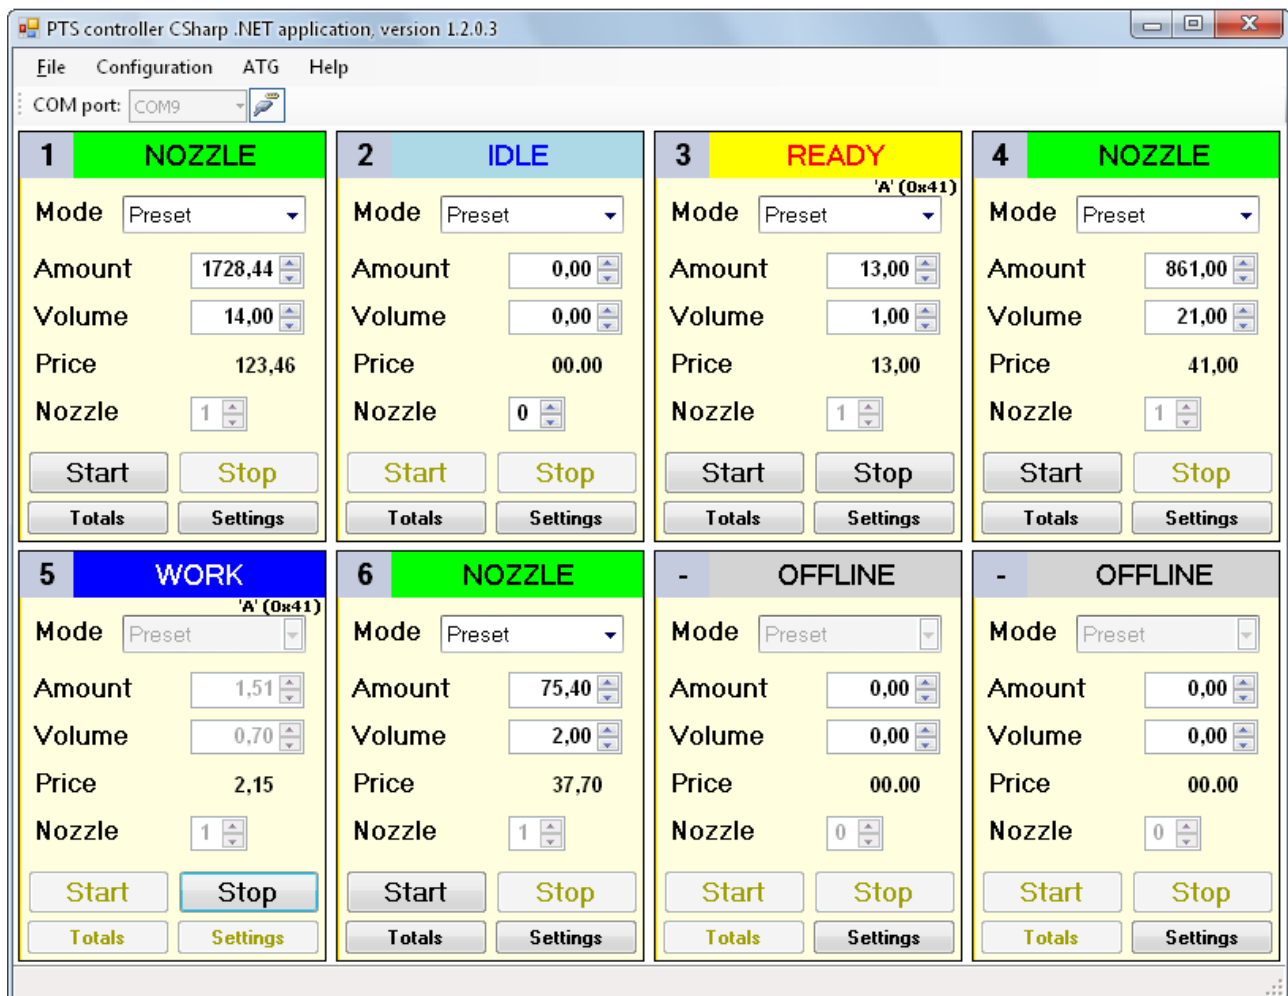 PTS controller CSharp .NET application, version 1.2.0.3
File Configuration ATG Help
COM port: COM9
1 NOZZLE
Mode Preset
Amount 1728,44
Volume 14,00
Price 123,46
Nozzle 1
Start Stop
Totals Settings
2 IDLE
Mode Preset
Amount 0,00
Volume 0,00
Price 00.00
Nozzle 0
Start Stop
Totals Settings
3 READY
'A' (0x41)
Mode Preset
Amount 13,00
Volume 1,00
Price 13,00
Nozzle 1
Start Stop
Totals Settings
4 NOZZLE
Mode Preset
Amount 861,00
Volume 21,00
Price 41,00
Nozzle 1
Start Stop
Totals Settings
5 WORK
'A' (0x41)
Mode Preset
Amount 1,51
Volume 0,70
Price 2,15
Nozzle 1
Start Stop
Totals Settings
6 NOZZLE
Mode Preset
Amount 75,40
Volume 2,00
Price 37,70
Nozzle 1
Start Stop
Totals Settings
- OFFLINE
Mode Preset
Amount 0,00
Volume 0,00
Price 00.00
Nozzle 0
Start Stop
Totals Settings
- OFFLINE
Mode Preset
Amount 0,00
Volume 0,00
Price 00.00
Nozzle 0
Start Stop
Totals Settings